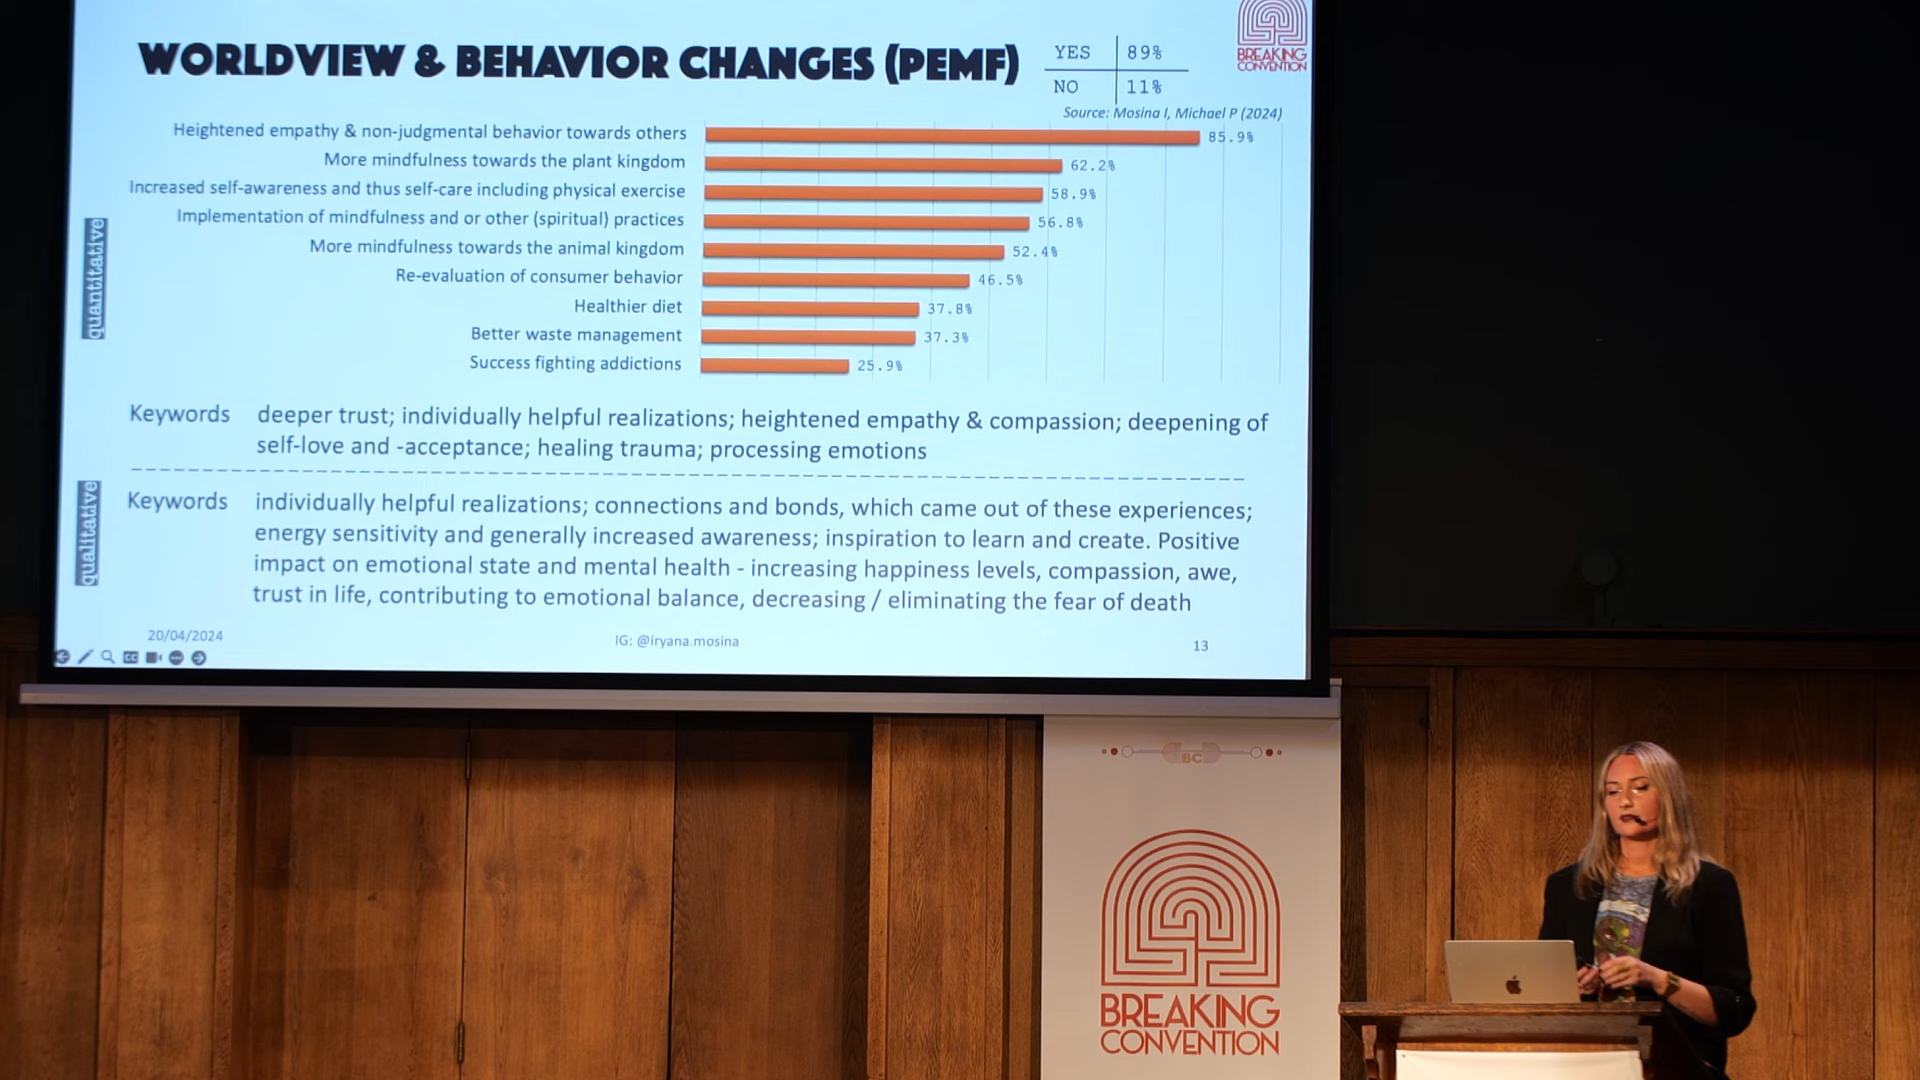 WORLDVIEW & BEHAVIOR CHANGES (PEMF)
YES 89%
NO 11%
BREAKING
CONVENTION
Source: Mosina I, Michael P (2024)
quantitative
Heightened empathy & non-judgmental behavior towards others 85.9%
More mindfulness towards the plant kingdom 62.2%
Increased self-awareness and thus self-care including physical exercise 58.9%
Implementation of mindfulness and or other (spiritual) practices 56.8%
More mindfulness towards the animal kingdom 52.4%
Re-evaluation of consumer behavior 46.5%
Healthier diet 37.8%
Better waste management 37.3%
Success fighting addictions 25.9%
Keywords deeper trust; individually helpful realizations; heightened empathy & compassion; deepening of
self-love and -acceptance; healing trauma; processing emotions
qualitative
Keywords individually helpful realizations; connections and bonds, which came out of these experiences;
energy sensitivity and generally increased awareness; inspiration to learn and create. Positive
impact on emotional state and mental health - increasing happiness levels, compassion, awe,
trust in life, contributing to emotional balance, decreasing / eliminating the fear of death
20/04/2024 IG: @iryana.mosina 13
CC
BC
BREAKING
CONVENTION